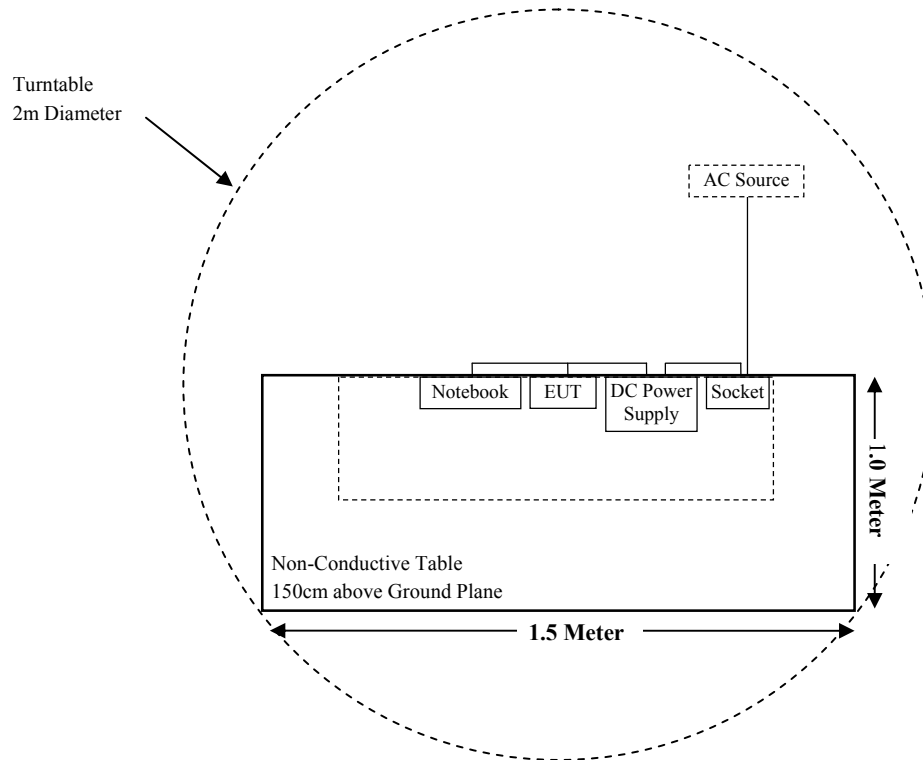 Turntable
2m Diameter
AC Source
Notebook
EUT
DC Power
Supply
Socket
1.0 Meter
Non-Conductive Table
150cm above Ground Plane
1.5 Meter